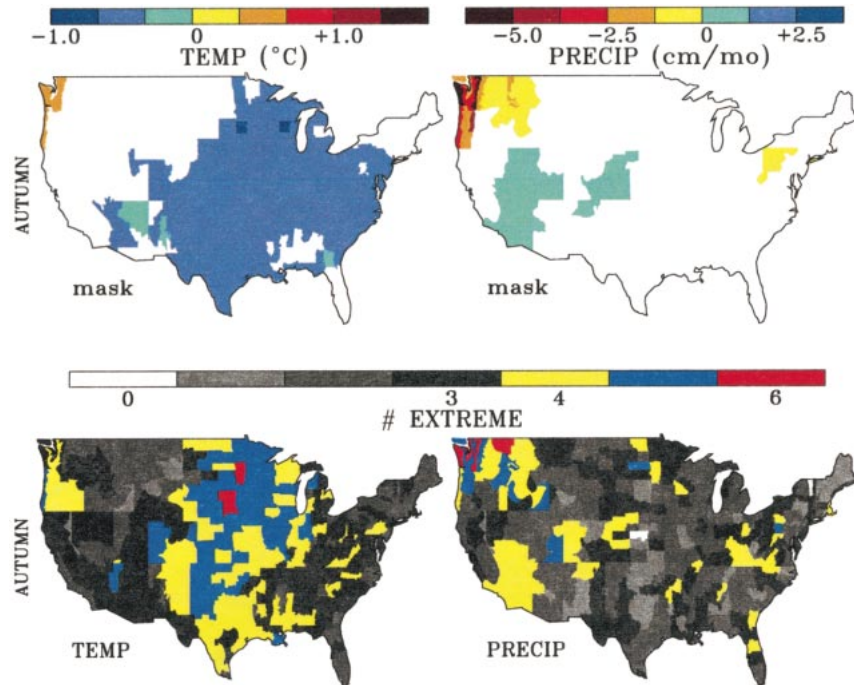 -1.0 0 +1.0
TEMP (°C)
-5.0 -2.5 0 +2.5
PRECIP (cm/mo)
AUTUMN
mask
mask
0 3 4 6
# EXTREME
AUTUMN
TEMP
PRECIP